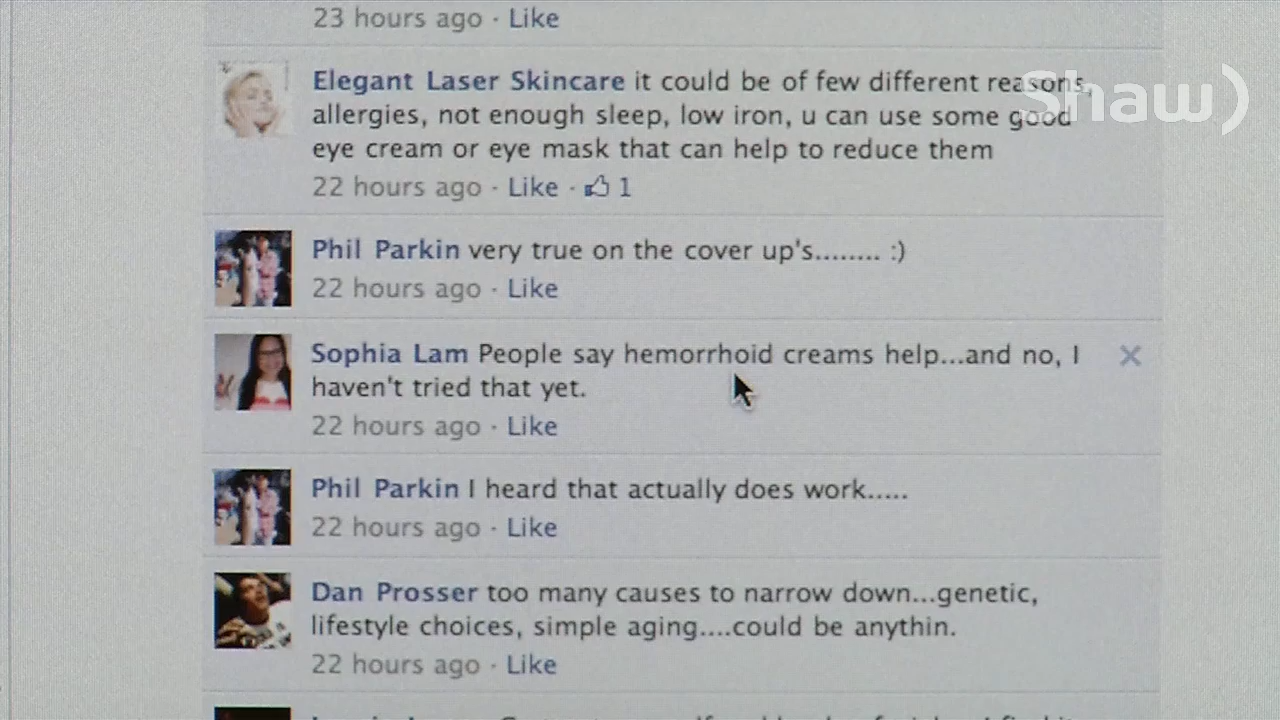 23 hours ago · Like
Elegant Laser Skincare it could be of few different reasons,
allergies, not enough sleep, low iron, u can use some good
eye cream or eye mask that can help to reduce them
22 hours ago · Like · 1
Shaw)
Phil Parkin very true on the cover up's........ :)
22 hours ago · Like
Sophia Lam People say hemorrhoid creams help...and no, I
haven't tried that yet.
22 hours ago · Like
Phil Parkin I heard that actually does work.....
22 hours ago · Like
Dan Prosser too many causes to narrow down...genetic,
lifestyle choices, simple aging....could be anythin.
22 hours ago · Like